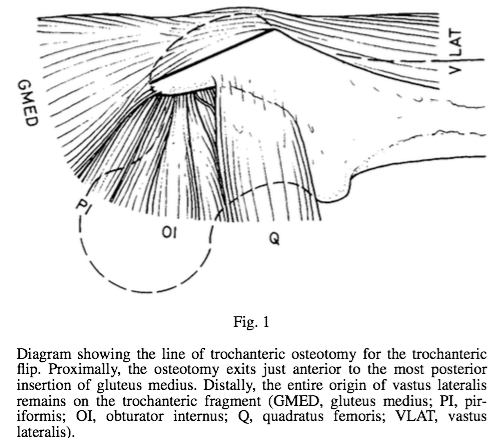 V LAT
GMED
PI
OI
Q
Fig. 1
Diagram showing the line of trochanteric osteotomy for the trochanteric
flip. Proximally, the osteotomy exits just anterior to the most posterior
insertion of gluteus medius. Distally, the entire origin of vastus lateralis
remains on the trochanteric fragment (GMED, gluteus medius; PI, pir-
iformis; OI, obturator internus; Q, quadratus femoris; VLAT, vastus
lateralis).